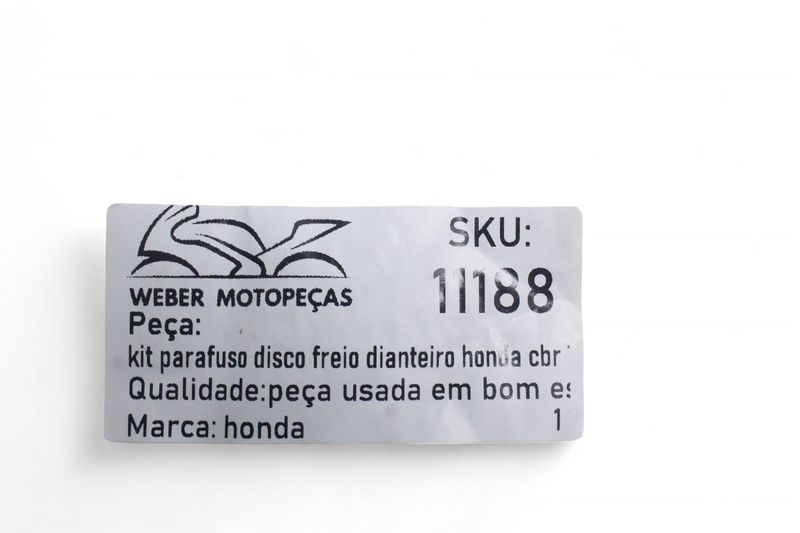 SKU:
11188
WEBER MOTOPEÇAS
Peça:
kit parafuso disco freio dianteiro honda cbr
Qualidade:peça usada em bom es
Marca: honda
1